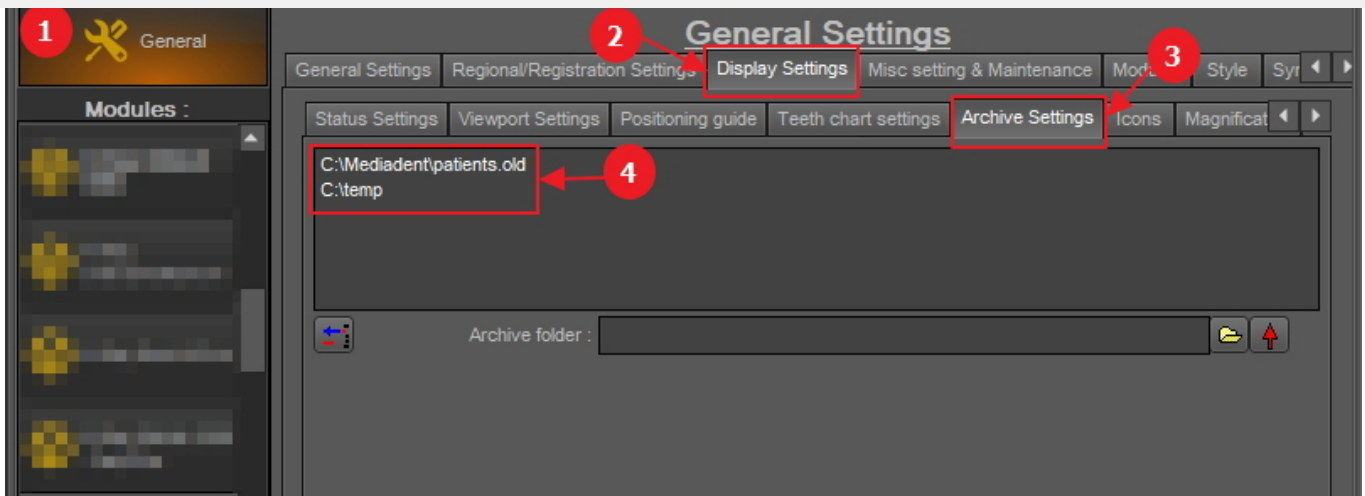 1
General
2
General Settings
3
General Settings
Regional/Registration Settings
Display Settings
Misc setting & Maintenance
Style
Modules :
Status Settings
Viewport Settings
Positioning guide
Teeth chart settings
Archive Settings
Icons
Magnificat
C:\Mediadent\patients.old
4
C:\temp
Archive folder :